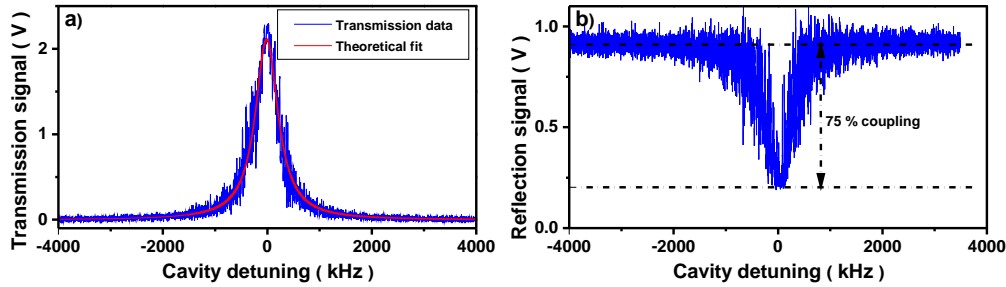 a)
Transmission data
Theoretical fit
Transmission signal ( V )
2
1
0
-4000 -2000 0 2000 4000
Cavity detuning ( kHz )
b)
Reflection signal ( V )
1.0
0.5
0.0
75 % coupling
-4000 -2000 0 2000 4000
Cavity detuning ( kHz )